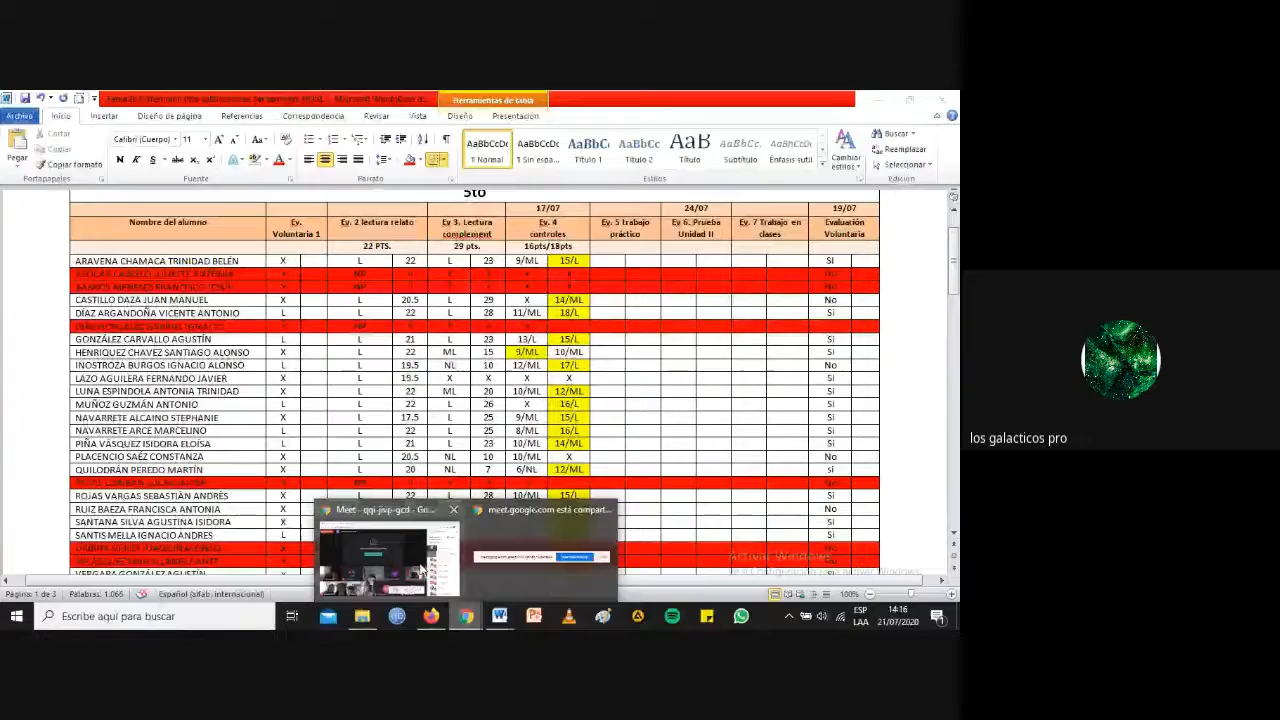 Herramientas de tabla
Archivo Inicio Insertar Diseño de página Referencias Correspondencia Revisar Vista Diseño Presentación
Pegar Cortar Copiar Copiar formato
Portapapeles
Calibri (Cuerpo) 11
Fuente
Párrafo
AaBbCcDc AaBbCcDc AaBbC AaBbCc AaB AaBbCc. AaBbCcDc
1 Normal 1 Sin espa... Título 1 Título 2 Título Subtítulo Énfasis sutil
Estilos
Cambiar estilos
Buscar
Reemplazar
Seleccionar
Edición
5to
17/07 24/07 19/07
Nombre del alumno Ev. Voluntaria 1 Ev. 2 lectura relato Ev 3. Lectura complement Ev. 4 controles Ev. 5 trabajo práctico Ev 6. Prueba Unidad II Ev. 7 Trabajo en clases Evaluación Voluntaria
22 PTS. 29 pts. 16pts/18pts
ARAVENA CHAMACA TRINIDAD BELÉN X L 22 L 23 9/ML 15/L SI
CASTILLO DAZA JUAN MANUEL X L 20.5 L 29 X 14/ML No
DÍAZ ARGANDOÑA VICENTE ANTONIO X L 22 L 28 11/ML 18/L Si
GONZÁLEZ CARVALLO AGUSTÍN L L 21 L 23 13/L 15/L Si
HENRIQUEZ CHAVEZ SANTIAGO ALONSO X L 22 ML 15 9/ML 10/ML Si
INOSTROZA BURGOS IGNACIO ALONSO L L 19.5 NL 10 12/ML 17/L Si
LAZO AGUILERA FERNANDO JAVIER X L 19.5 X X X X Si
LUNA ESPINDOLA ANTONIA TRINIDAD X L 22 ML 20 10/ML 12/ML Si
MUÑOZ GUZMÁN ANTONIO L L 22 L 26 X 16/L Si
NAVARRETE ALCAINO STEPHANIE X L 17.5 L 25 9/ML 15/L Si
NAVARRETE ARCE MARCELINO L L 22 L 25 8/ML 16/L Si
PIÑA VÁSQUEZ ISIDORA ELOÍSA L L 21 L 23 10/ML 14/ML Si
PLACENCIO SAÉZ CONSTANZA X L 20.5 NL 10 10/ML X No
QUILODRÁN PEREDO MARTÍN L L 20 NL 7 6/NL 12/ML si
ROJAS VARGAS SEBASTIÁN ANDRÉS X L 22 L 28 10/ML 15/L Si
RUIZ BAEZA FRANCISCA ANTONIA X No
SANTANA SILVA AGUSTINA ISIDORA X Si
SANTIS MELLA IGNACIO ANDRÉS L Si
Meet - qqi-jsvp-gcd - Go...
meet.google.com está compart...
Activar Windows
Página: 1 de 3 Palabras: 1.065 Español (alfab. internacional) 100%
Escribe aquí para buscar
ESP
LAA
14:16
21/07/2020
los galacticos pro